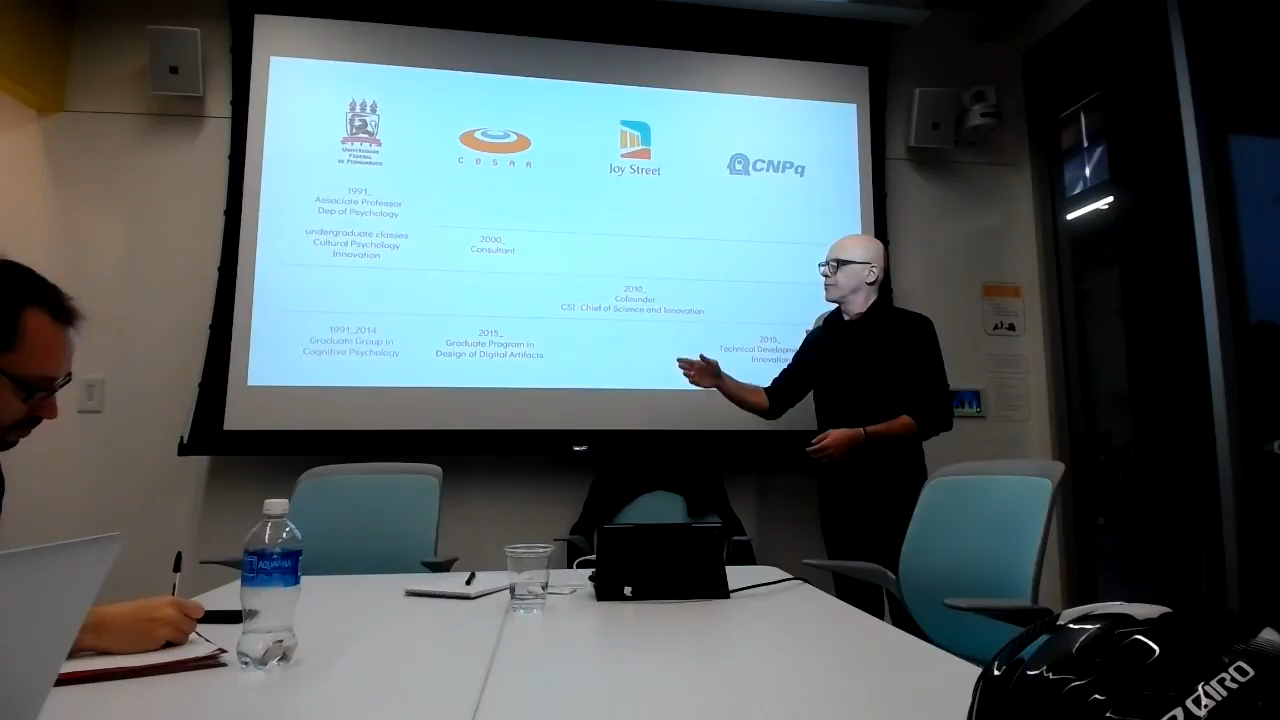 UNIVERSIDADE
FEDERAL
DE PERNAMBUCO
CESAR
Joy Street
CNPq
1991_
Associate Professor
Dep of Psychology
undergraduate classes
Cultural Psychology
Innovation
2000_
Consultant
2010_
Cofounder
CSI-Chief of Science and Innovation
1991_2014
Graduate Group in
Cognitive Psychology
2015_
Graduate Program in
Design of Digital Artifacts
2015_
Technical
Innovation
AQUAFINA
GIRO